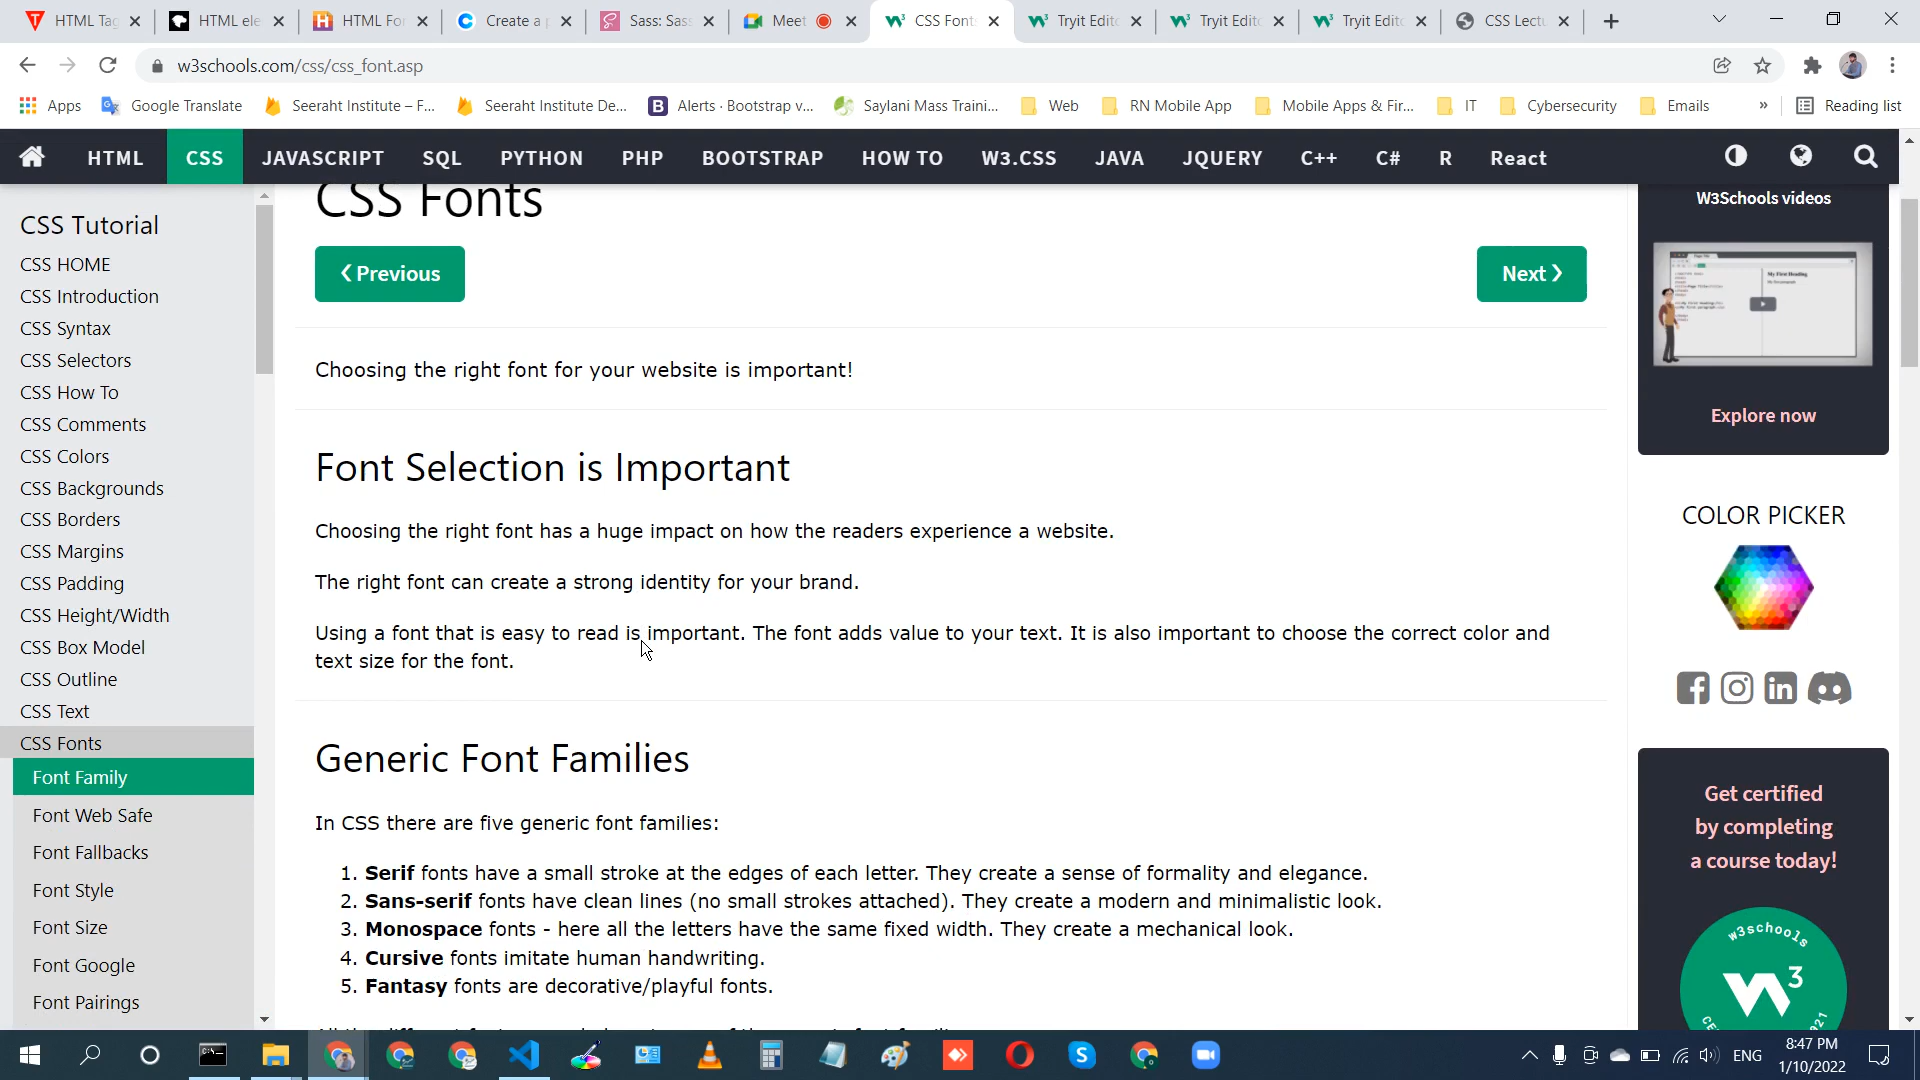 HTML Tag
HTML ele
HTML For
Create a p
Sass: Sass
Meet
CSS Fonts
Tryit Edito
Tryit Edito
Tryit Edito
CSS Lectu
w3schools.com/css/css_font.asp
Apps
Google Translate
Seeraht Institute – F...
Seeraht Institute De...
Alerts · Bootstrap v...
Saylani Mass Traini...
Web
RN Mobile App
Mobile Apps & Fir...
IT
Cybersecurity
Emails
»
Reading list
HTML
CSS
JAVASCRIPT
SQL
PYTHON
PHP
BOOTSTRAP
HOW TO
W3.CSS
JAVA
JQUERY
C++
C#
R
React
CSS Tutorial
CSS HOME
CSS Introduction
CSS Syntax
CSS Selectors
CSS How To
CSS Comments
CSS Colors
CSS Backgrounds
CSS Borders
CSS Margins
CSS Padding
CSS Height/Width
CSS Box Model
CSS Outline
CSS Text
CSS Fonts
Font Family
Font Web Safe
Font Fallbacks
Font Style
Font Size
Font Google
Font Pairings
CSS Fonts
❮ Previous
Next ❯
Choosing the right font for your website is important!
Font Selection is Important
Choosing the right font has a huge impact on how the readers experience a website.
The right font can create a strong identity for your brand.
Using a font that is easy to read is important. The font adds value to your text. It is also important to choose the correct color and
text size for the font.
Generic Font Families
In CSS there are five generic font families:
1. Serif fonts have a small stroke at the edges of each letter. They create a sense of formality and elegance.
2. Sans-serif fonts have clean lines (no small strokes attached). They create a modern and minimalistic look.
3. Monospace fonts - here all the letters have the same fixed width. They create a mechanical look.
4. Cursive fonts imitate human handwriting.
5. Fantasy fonts are decorative/playful fonts.
W3Schools videos
My First Heading
Explore now
COLOR PICKER
Get certified
by completing
a course today!
w3schools
W3
ENG
8:47 PM
1/10/2022